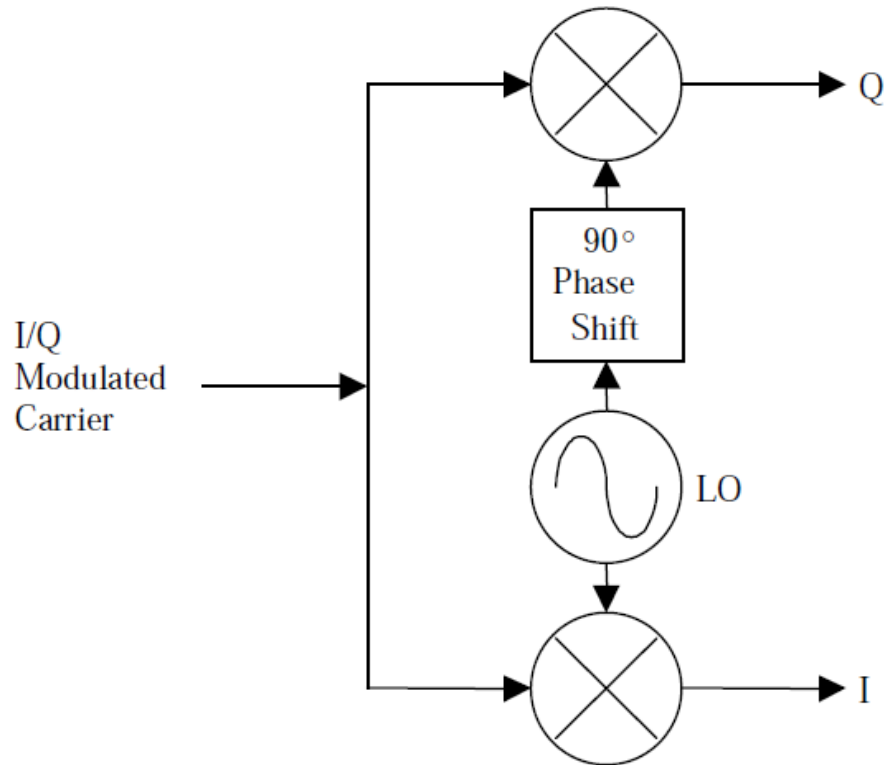 Q
90°
Phase
Shift
I/Q
Modulated
Carrier
LO
I